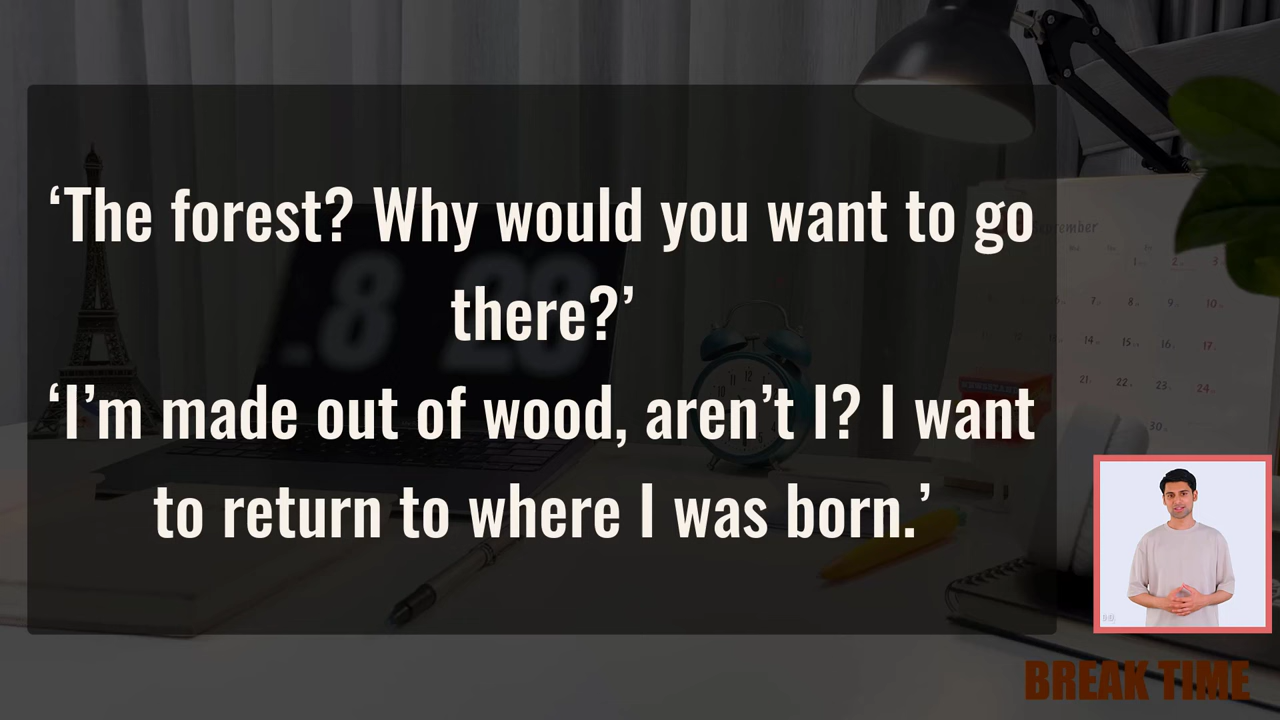 ‘The forest? Why would you want to go
there?’
‘I’m made out of wood, aren’t I? I want
to return to where I was born.’
BREAK TIME